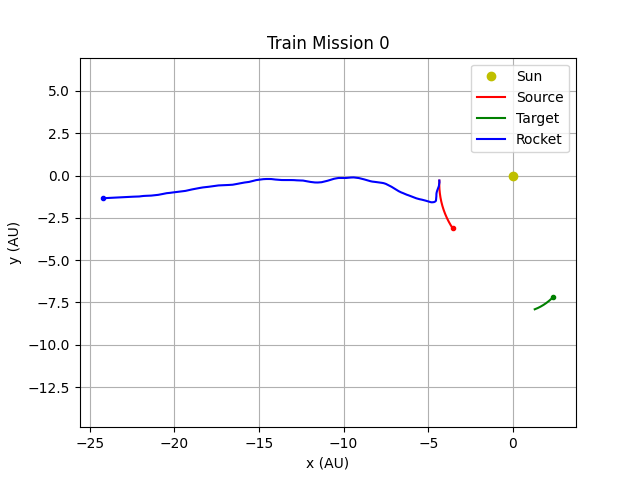 Train Mission 0
Sun
Source
Target
Rocket
5.0
2.5
0.0
−2.5
−5.0
−7.5
−10.0
−12.5
y (AU)
−25 −20 −15 −10 −5 0
x (AU)